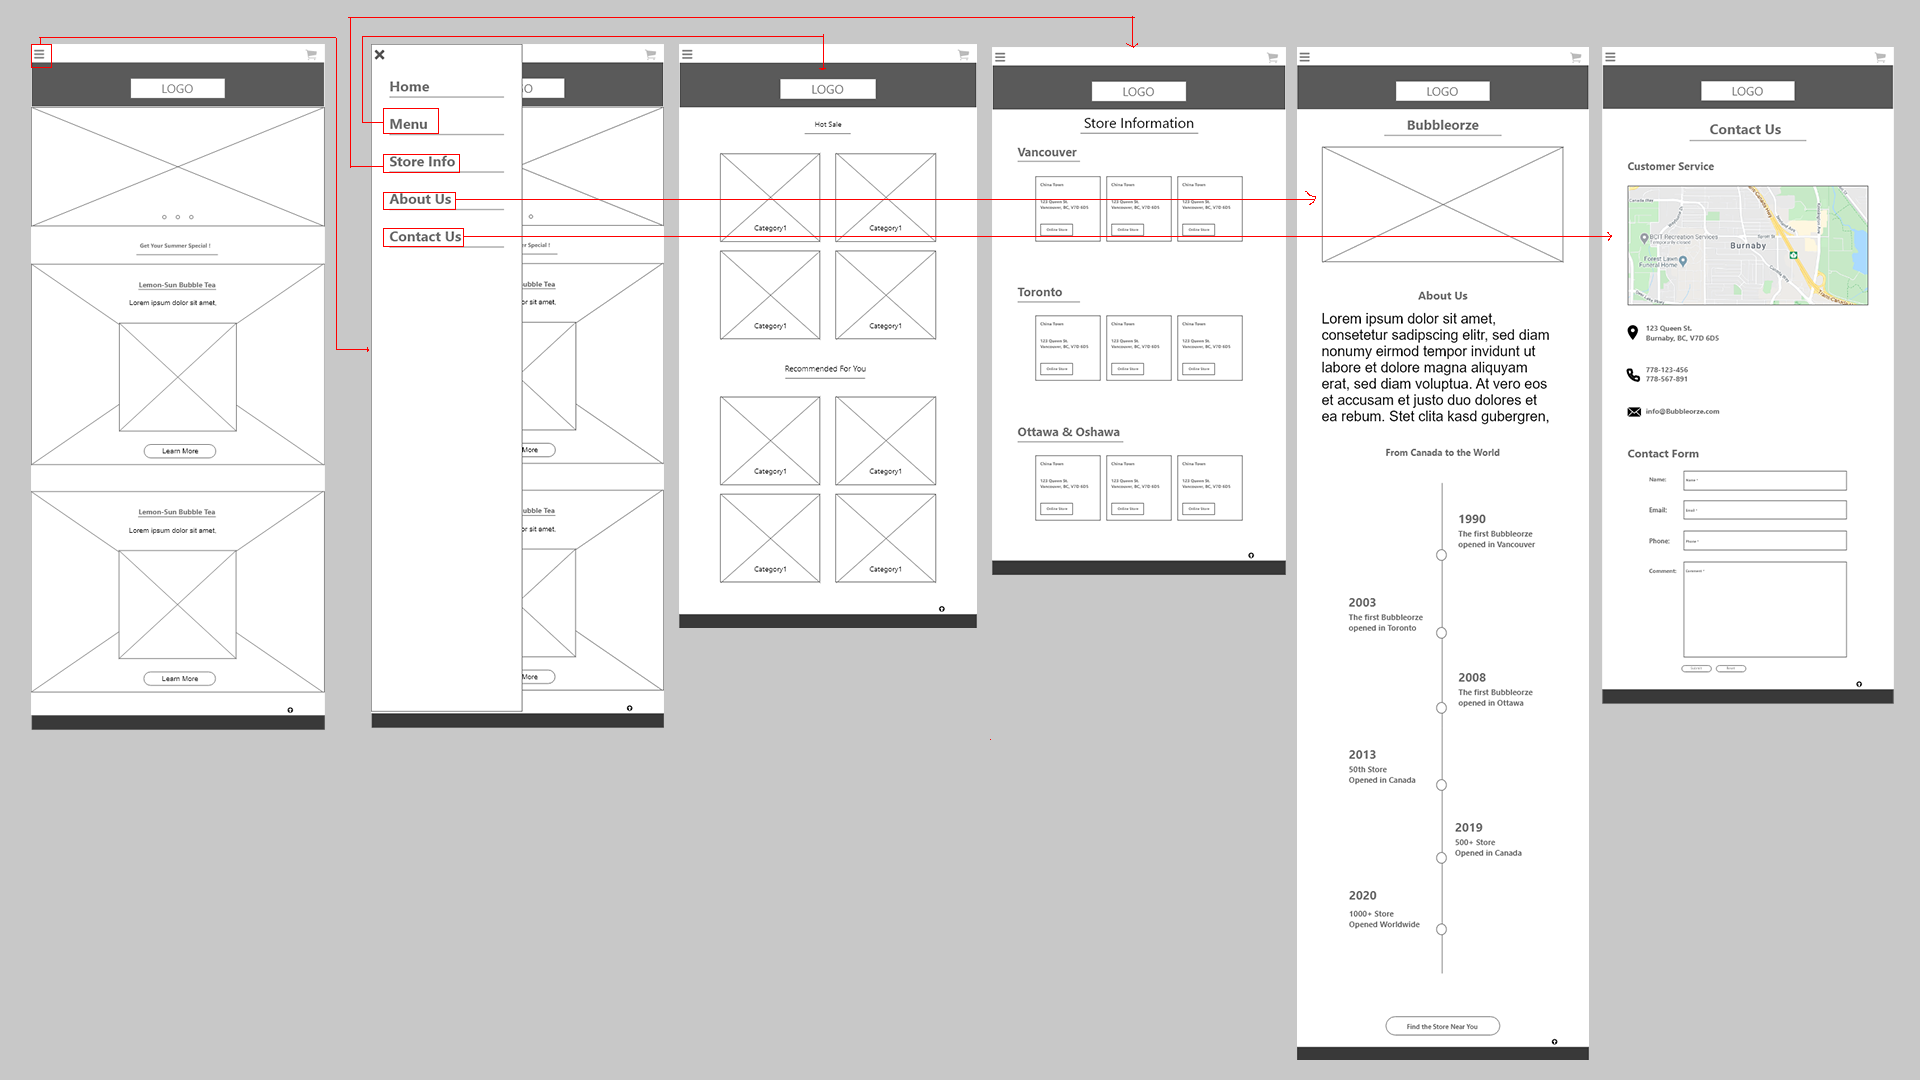 LOGO
Get Your Summer Special !
Lemon-Sun Bubble Tea
Lorem ipsum dolor sit amet,
Learn More
Lemon-Sun Bubble Tea
Lorem ipsum dolor sit amet,
Learn More
Home
Menu
Store Info
About Us
Contact Us
GO
er Special !
ubble Tea
or sit amet,
More
ubble Tea
or sit amet,
More
LOGO
Hot Sale
Category1
Category1
Category1
Category1
Recommended For You
Category1
Category1
Category1
Category1
LOGO
Store Information
Vancouver
China Town
123 Queen St.
Vancouver, BC, V7D 6D5
Online Store
China Town
123 Queen St.
Vancouver, BC, V7D 6D5
Online Store
China Town
123 Queen St.
Vancouver, BC, V7D 6D5
Online Store
Toronto
China Town
123 Queen St.
Vancouver, BC, V7D 6D5
Online Store
China Town
123 Queen St.
Vancouver, BC, V7D 6D5
Online Store
China Town
123 Queen St.
Vancouver, BC, V7D 6D5
Online Store
Ottawa & Oshawa
China Town
123 Queen St.
Vancouver, BC, V7D 6D5
Online Store
China Town
123 Queen St.
Vancouver, BC, V7D 6D5
Online Store
China Town
123 Queen St.
Vancouver, BC, V7D 6D5
Online Store
LOGO
Bubbleorze
About Us
Lorem ipsum dolor sit amet,
consetetur sadipscing elitr, sed diam
nonumy eirmod tempor invidunt ut
labore et dolore magna aliquyam
erat, sed diam voluptua. At vero eos
et accusam et justo duo dolores et
ea rebum. Stet clita kasd gubergren,
From Canada to the World
1990
The first Bubbleorze
opened in Vancouver
2003
The first Bubbleorze
opened in Toronto
2008
The first Bubbleorze
opened in Ottawa
2013
50th Store
Opened in Canada
2019
500+ Store
Opened in Canada
2020
1000+ Store
Opened Worldwide
Find the Store Near You
LOGO
Contact Us
Customer Service
BCIT Recreation Services
Burnaby
Forest Lawn
Funeral Home
123 Queen St.
Burnaby, BC, V7D 6D5
778-123-456
778-567-891
info@Bubbleorze.com
Contact Form
Name:
Name *
Email:
Email *
Phone:
Phone *
Comment:
Comment *